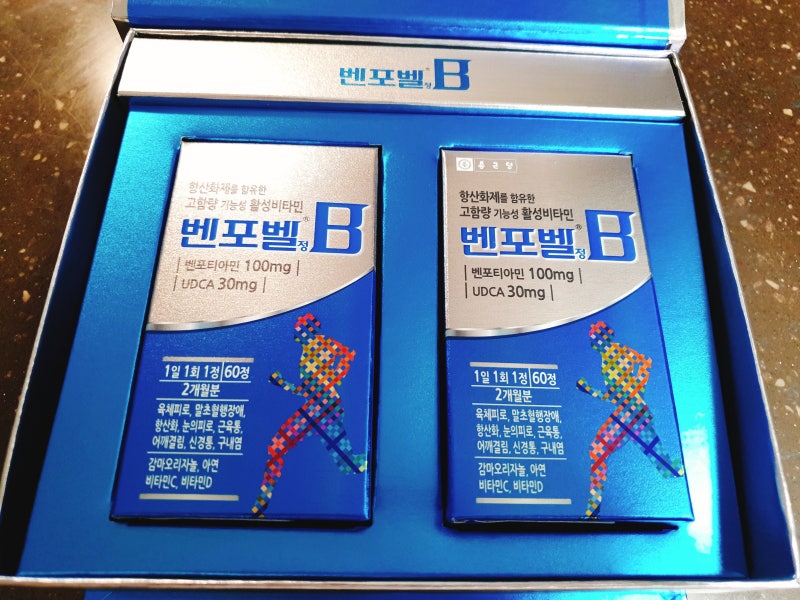 벤포벨정B
항산화제를 함유한
고함량 기능성 활성비타민
벤포벨®정B
벤포티아민 100mg
UDCA 30mg
1일 1회 1정 60정
2개월분
육체피로, 말초혈행장애,
항산화, 눈의피로, 근육통,
어깨결림, 신경통, 구내염
감마오리자놀, 아연
비타민C, 비타민D
종근당
항산화제를 함유한
고함량 기능성 활성비타민
벤포벨®정B
벤포티아민 100mg
UDCA 30mg
1일 1회 1정 60정
2개월분
육체피로, 말초혈행장애,
항산화, 눈의피로, 근육통,
어깨결림, 신경통, 구내염
감마오리자놀, 아연
비타민C, 비타민D